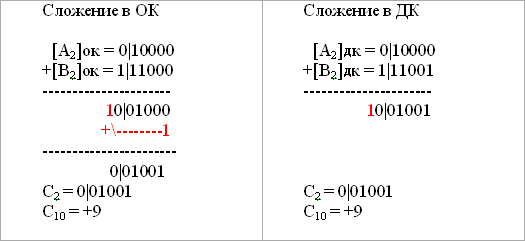 Сложение в ОК
[A2]ок = 0|10000
+[B2]ок = 1|11000
----------------------
10|01000
+\---------1
-----------------------
0|01001
C2 = 0|01001
C10 = +9
Сложение в ДК
[A2]дк = 0|10000
+[B2]дк = 1|11001
----------------------
10|01001
C2 = 0|01001
C10 = +9